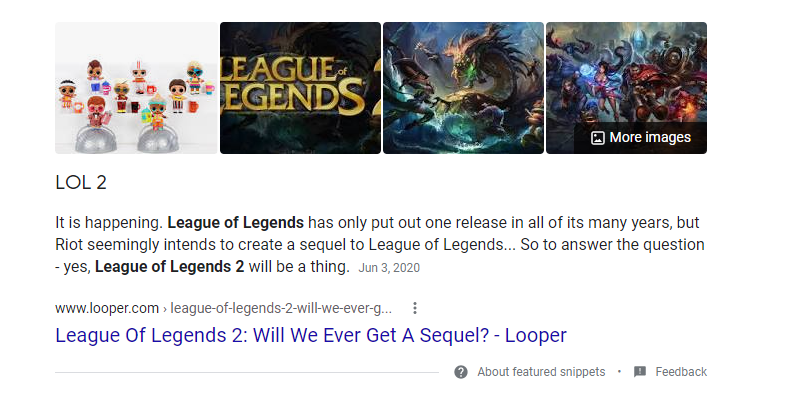 LEAGUE of
LEGENDS 2
More images
LOL 2
It is happening. League of Legends has only put out one release in all of its many years, but
Riot seemingly intends to create a sequel to League of Legends... So to answer the question
- yes, League of Legends 2 will be a thing. Jun 3, 2020
www.looper.com › league-of-legends-2-will-we-ever-g...
League Of Legends 2: Will We Ever Get A Sequel? - Looper
About featured snippets • Feedback